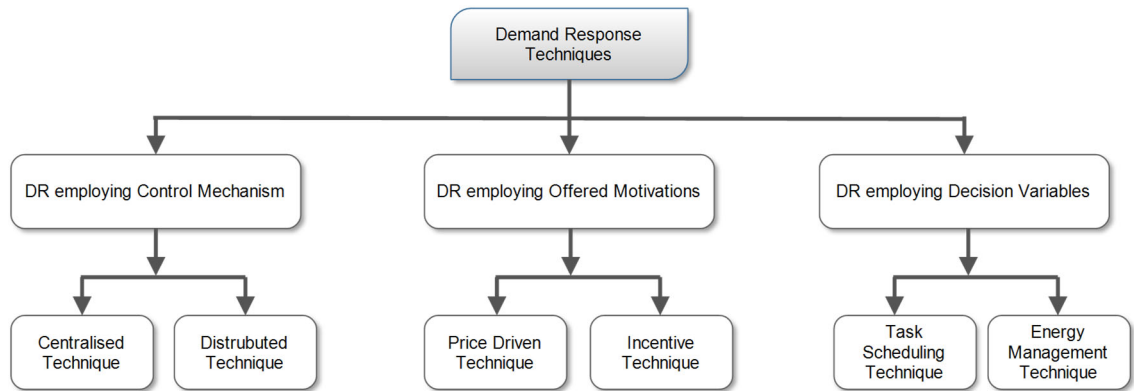 Demand Response
Techniques
DR employing Control Mechanism
DR employing Offered Motivations
DR employing Decision Variables
Centralised
Technique
Distrubuted
Technique
Price Driven
Technique
Incentive
Technique
Task
Scheduling
Technique
Energy
Management
Technique